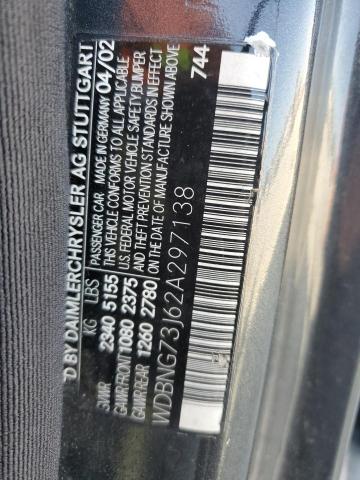 D BY DAIMLERCHRYSLER AG STUTTGART
KG LBS PASSENGER CAR MADE IN GERMANY 04/02
GVWR 2340 5155 THIS VEHICLE CONFORMS TO ALL APPLICABLE
GAWR FRONT 1080 2375 U.S. FEDERAL MOTOR VEHICLE SAFETY BUMPER
GAWR REAR 1260 2780 AND THEFT PREVENTION STANDARDS IN EFFECT
ON THE DATE OF MANUFACTURE SHOWN ABOVE
WDBNG73J62A297138 744